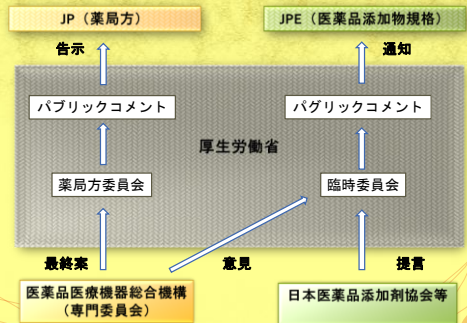 JP（薬局方）
JPE（医薬品添加物規格）
告示
通知
パブリックコメント
パグリックコメント
厚生労働省
薬局方委員会
臨時委員会
最終案
意見
提言
医薬品医療機器総合機構
（専門委員会）
日本医薬品添加剤協会等